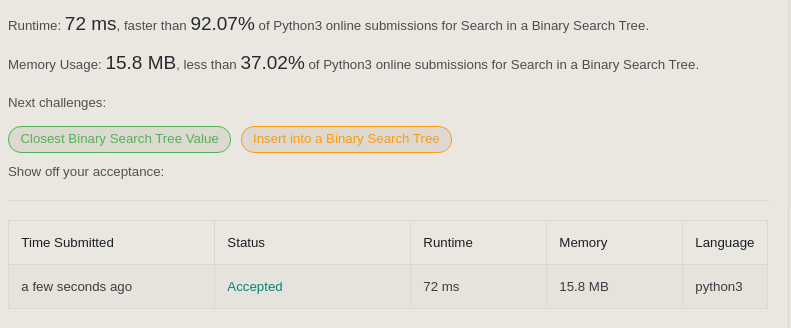 Runtime: 72 ms, faster than 92.07% of Python3 online submissions for Search in a Binary Search Tree.
Memory Usage: 15.8 MB, less than 37.02% of Python3 online submissions for Search in a Binary Search Tree.
Next challenges:
Closest Binary Search Tree Value Insert into a Binary Search Tree
Show off your acceptance:
Time Submitted Status Runtime Memory Language
a few seconds ago Accepted 72 ms 15.8 MB python3